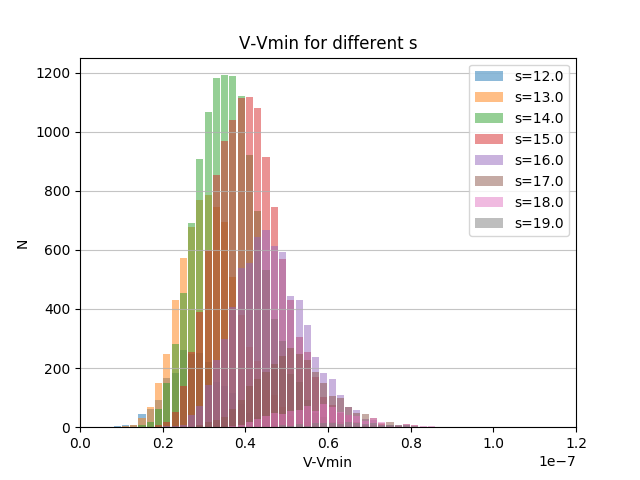 V-Vmin for different s
1200
1000
800
600
400
200
0
N
0.0 0.2 0.4 0.6 0.8 1.0 1.2
1e−7
V-Vmin
s=12.0
s=13.0
s=14.0
s=15.0
s=16.0
s=17.0
s=18.0
s=19.0